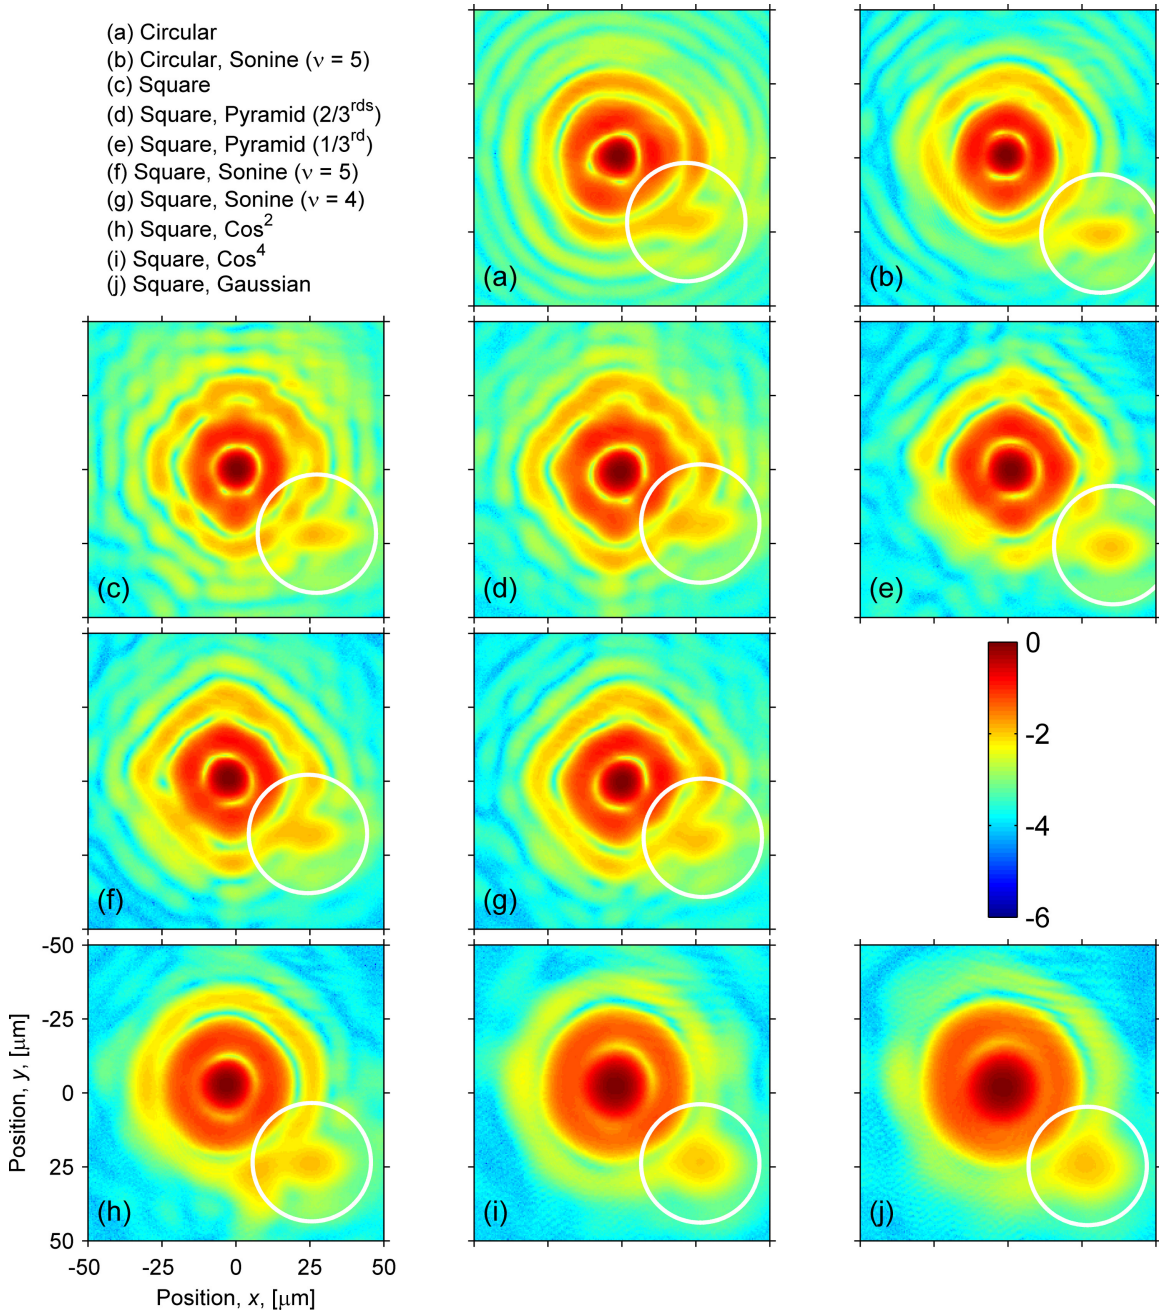 (a) Circular
(b) Circular, Sonine (ν = 5)
(c) Square
(d) Square, Pyramid (2/3rds)
(e) Square, Pyramid (1/3rd)
(f) Square, Sonine (ν = 5)
(g) Square, Sonine (ν = 4)
(h) Square, Cos2
(i) Square, Cos4
(j) Square, Gaussian
(a)
(b)
(c)
(d)
(e)
(f)
(g)
0
-2
-4
-6
-50
-25
0
25
50
Position, y, [μm]
(h)
(i)
(j)
-50 -25 0 25 50
Position, x, [μm]